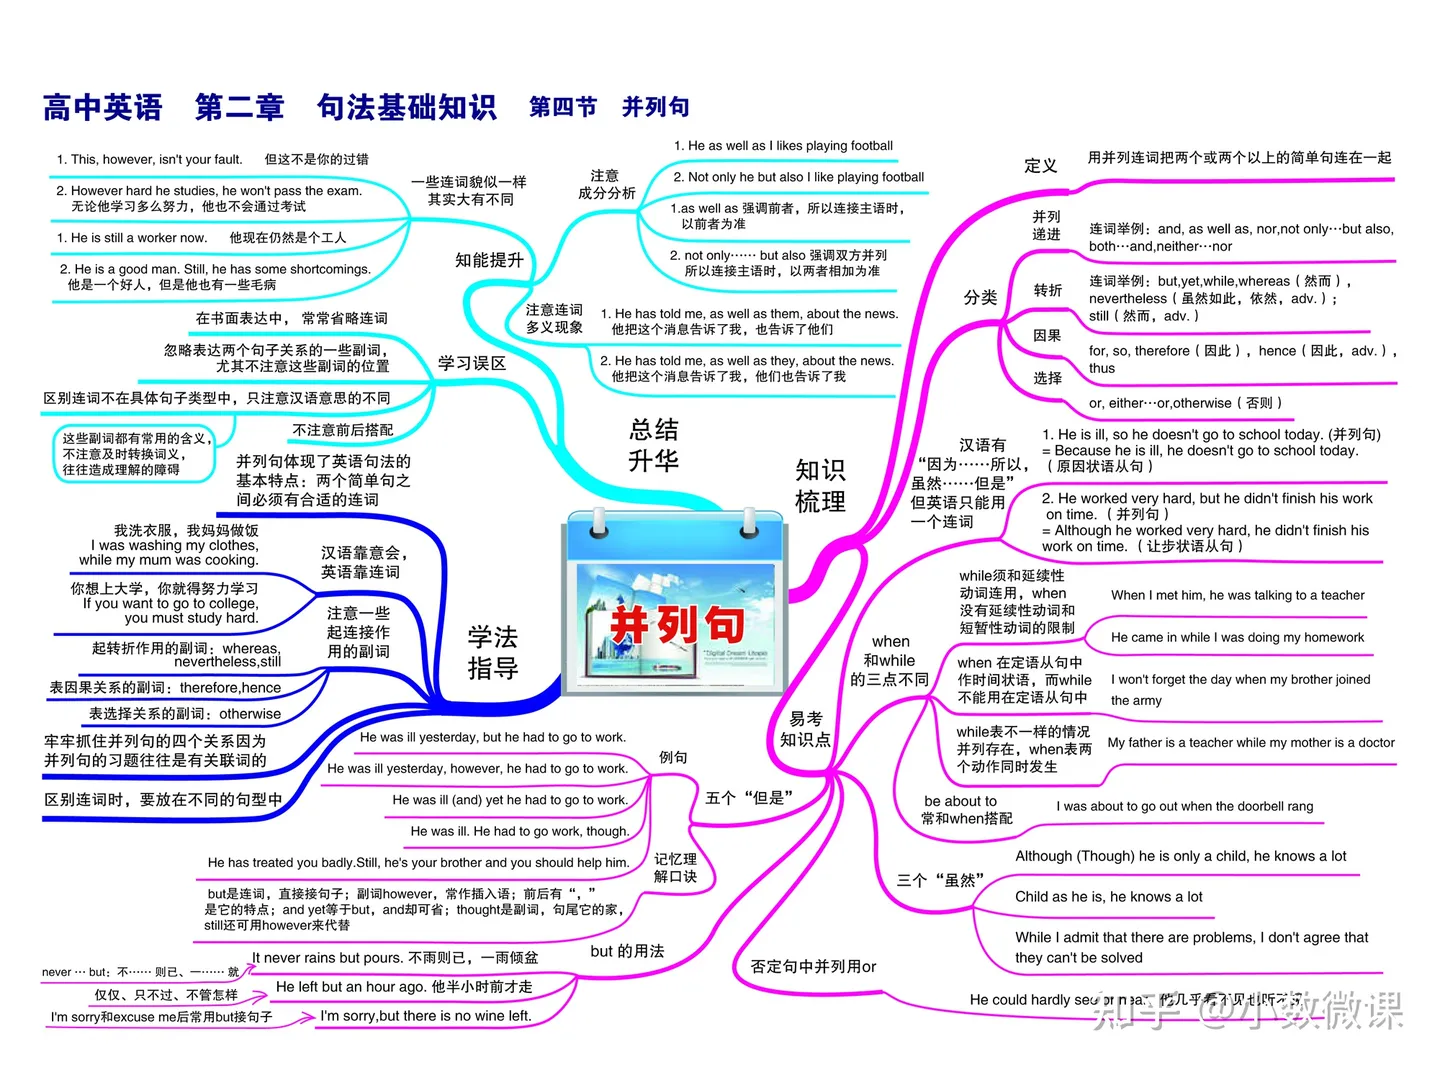 高中英语 第二章 句法基础知识 第四节 并列句
1. This, however, isn't your fault. 但这不是你的过错
2. However hard he studies, he won't pass the exam.
无论他学习多么努力，他也不会通过考试
1. He is still a worker now. 他现在仍然是个工人
2. He is a good man. Still, he has some shortcomings.
他是一个好人，但是他也有一些毛病
一些连词貌似一样
其实大有不同
知能提升
注意
成分分析
1. He as well as I likes playing football
2. Not only he but also I like playing football
1.as well as 强调前者，所以连接主语时，
以前者为准
2. not only…… but also 强调双方并列
所以连接主语时，以两者相加为准
注意连词
多义现象
1. He has told me, as well as them, about the news.
他把这个消息告诉了我，也告诉了他们
2. He has told me, as well as they, about the news.
他把这个消息告诉了我，他们也告诉了我
在书面表达中， 常常省略连词
忽略表达两个句子关系的一些副词，
尤其不注意这些副词的位置
区别连词不在具体句子类型中，只注意汉语意思的不同
这些副词都有常用的含义，
不注意及时转换词义，
往往造成理解的障碍
不注意前后搭配
学习误区
总结
升华
并列句体现了英语句法的
基本特点：两个简单句之
间必须有合适的连词
我洗衣服，我妈妈做饭
I was washing my clothes,
while my mum was cooking.
你想上大学，你就得努力学习
If you want to go to college,
you must study hard.
汉语靠意会，
英语靠连词
注意一些
起连接作
用的副词
起转折作用的副词：whereas,
nevertheless,still
表因果关系的副词：therefore,hence
表选择关系的副词：otherwise
牢牢抓住并列句的四个关系因为
并列句的习题往往是有关联词的
区别连词时，要放在不同的句型中
学法
指导
并列句
"Digital Dream Utopia
知识
梳理
定义
用并列连词把两个或两个以上的简单句连在一起
分类
并列
递进
连词举例：and, as well as, nor,not only…but also,
both…and,neither…nor
转折
连词举例：but,yet,while,whereas（然而），
nevertheless（虽然如此，依然，adv.）；
still（然而，adv.）
因果
for, so, therefore（因此），hence（因此，adv.），
thus
选择
or, either…or,otherwise（否则）
汉语有
“因为……所以，
虽然……但是”
但英语只能用
一个连词
1. He is ill, so he doesn't go to school today. (并列句)
= Because he is ill, he doesn't go to school today.
（原因状语从句）
2. He worked very hard, but he didn't finish his work
on time. （并列句）
= Although he worked very hard, he didn't finish his
work on time. （让步状语从句）
易考
知识点
when
和while
的三点不同
while须和延续性
动词连用，when
没有延续性动词和
短暂性动词的限制
When I met him, he was talking to a teacher
He came in while I was doing my homework
when 在定语从句中
作时间状语，而while
不能用在定语从句中
I won't forget the day when my brother joined
the army
while表不一样的情况
并列存在，when表两
个动作同时发生
My father is a teacher while my mother is a doctor
be about to
常和when搭配
I was about to go out when the doorbell rang
三个“虽然”
Although (Though) he is only a child, he knows a lot
Child as he is, he knows a lot
While I admit that there are problems, I don't agree that
they can't be solved
否定句中并列用or
He could hardly see or hear. 他几乎看不见也听不见
五个“但是”
例句
He was ill yesterday, but he had to go to work.
He was ill yesterday, however, he had to go to work.
He was ill (and) yet he had to go to work.
He was ill. He had to go work, though.
He has treated you badly.Still, he's your brother and you should help him.
记忆理
解口诀
but是连词，直接接句子；副词however，常作插入语；前后有“，”
是它的特点；and yet等于but，and却可省；thought是副词，句尾它的家，
still还可用however来代替
but 的用法
It never rains but pours. 不雨则已，一雨倾盆
never … but：不…… 则已、一…… 就
He left but an hour ago. 他半小时前才走
仅仅、只不过、不管怎样
I'm sorry,but there is no wine left.
I'm sorry和excuse me后常用but接句子
知乎 @小数微课